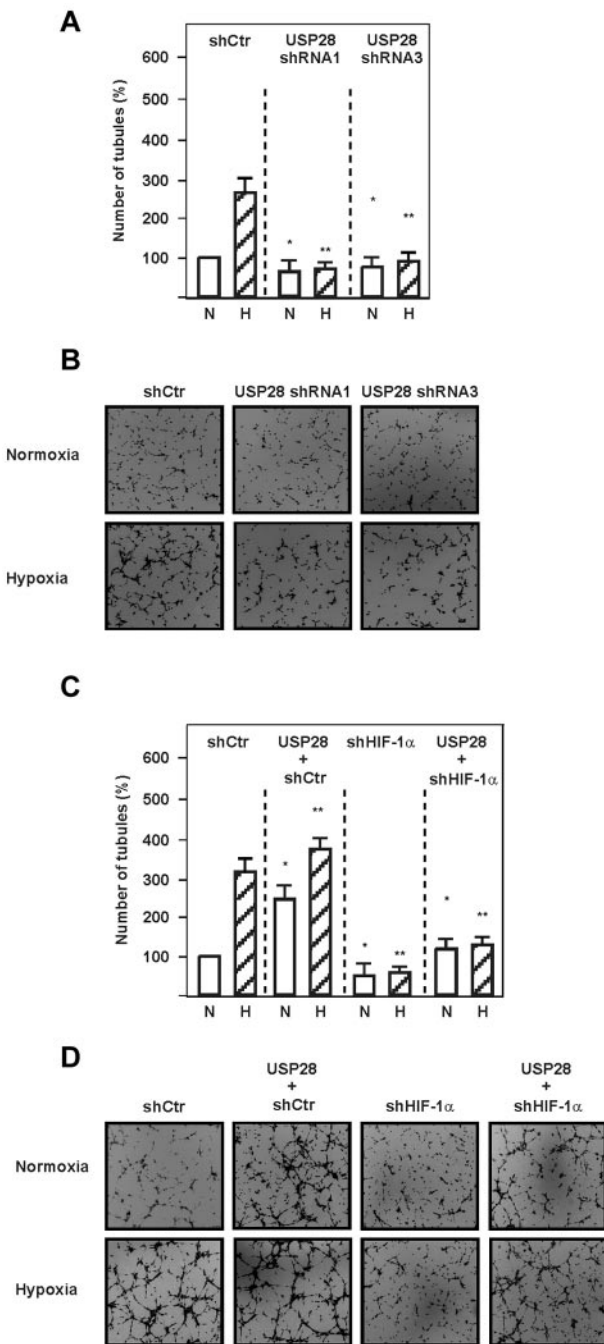 A
shCtr USP28 shRNA1 USP28 shRNA3
Number of tubules (%)
600
500
400
300
200
100
* ** * **
N H N H N H
B
shCtr USP28 shRNA1 USP28 shRNA3
Normoxia
Hypoxia
C
shCtr USP28 + shCtr shHIF-1α USP28 + shHIF-1α
Number of tubules (%)
600
500
400
300
200
100
* ** * ** * **
N H N H N H N H
D
shCtr USP28 + shCtr shHIF-1α USP28 + shHIF-1α
Normoxia
Hypoxia